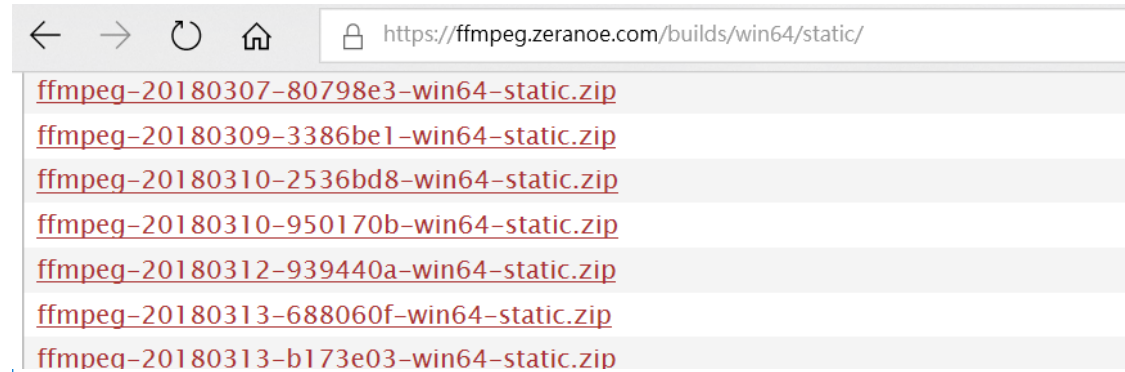 https://ffmpeg.zeranoe.com/builds/win64/static/
ffmpeg-20180307-80798e3-win64-static.zip
ffmpeg-20180309-3386be1-win64-static.zip
ffmpeg-20180310-2536bd8-win64-static.zip
ffmpeg-20180310-950170b-win64-static.zip
ffmpeg-20180312-939440a-win64-static.zip
ffmpeg-20180313-688060f-win64-static.zip
ffmpeg-20180313-b173e03-win64-static.zip